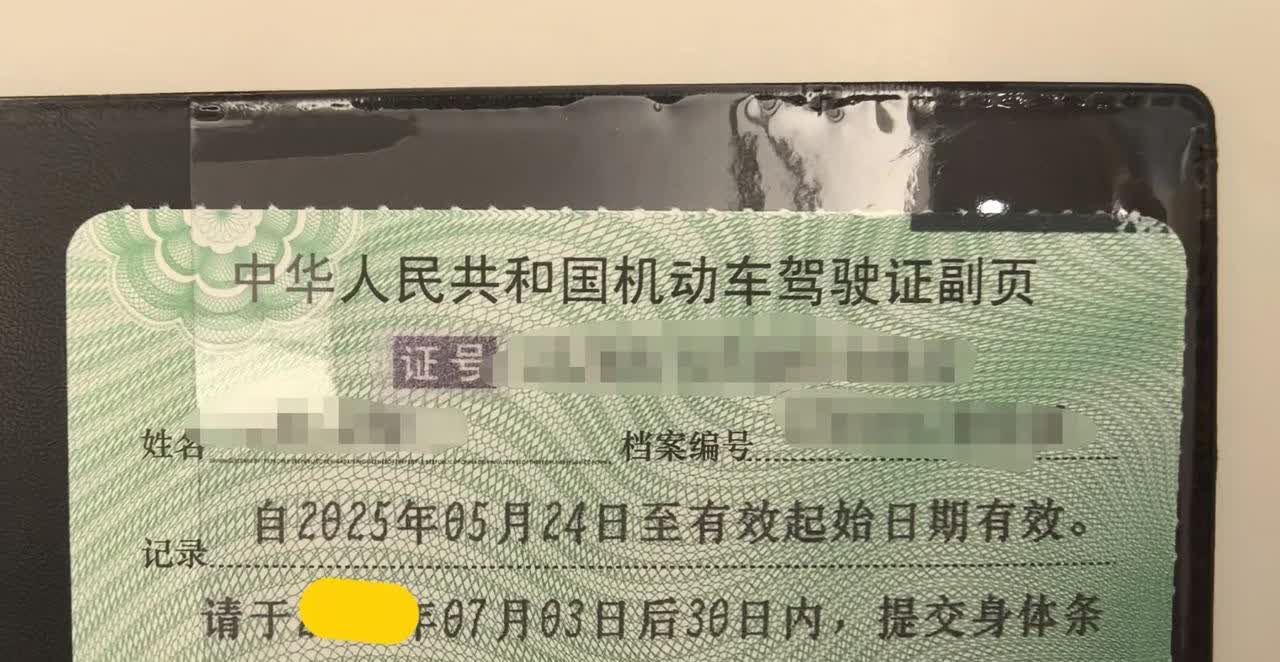 中华人民共和国机动车驾驶证副页
证号
姓名 档案编号
自2025年05月24日至有效起始日期有效。
记录
请于 年07月03日后30日内，提交身体条